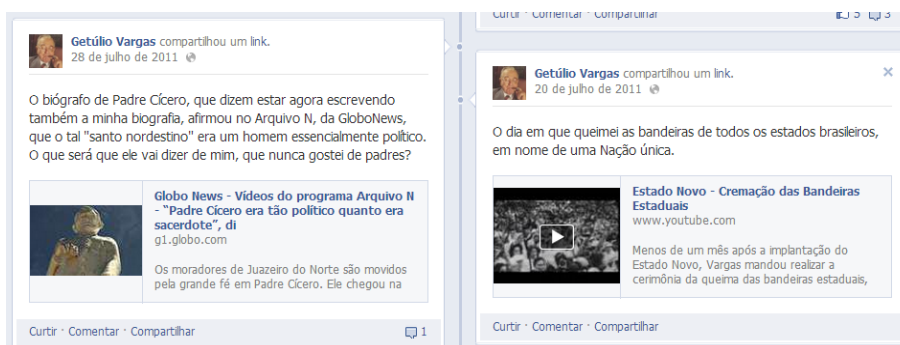 Getúlio Vargas compartilhou um link.
28 de julho de 2011
O biógrafo de Padre Cícero, que dizem estar agora escrevendo
também a minha biografia, afirmou no Arquivo N, da GloboNews,
que o tal "santo nordestino" era um homem essencialmente político.
O que será que ele vai dizer de mim, que nunca gostei de padres?
Globo News - Vídeos do programa Arquivo N
- “Padre Cícero era tão político quanto era
sacerdote”, di
g1.globo.com
Os moradores de Juazeiro do Norte são movidos
pela grande fé em Padre Cícero. Ele chegou na
Curtir · Comentar · Compartilhar 1
Curtir · Comentar · Compartilhar 5 3
Getúlio Vargas compartilhou um link.
20 de julho de 2011
O dia em que queimei as bandeiras de todos os estados brasileiros,
em nome de uma Nação única.
Estado Novo - Cremação das Bandeiras
Estaduais
www.youtube.com
Menos de um mês após a implantação do
Estado Novo, Vargas mandou realizar a
cerimônia da queima das bandeiras estaduais,
Curtir · Comentar · Compartilhar